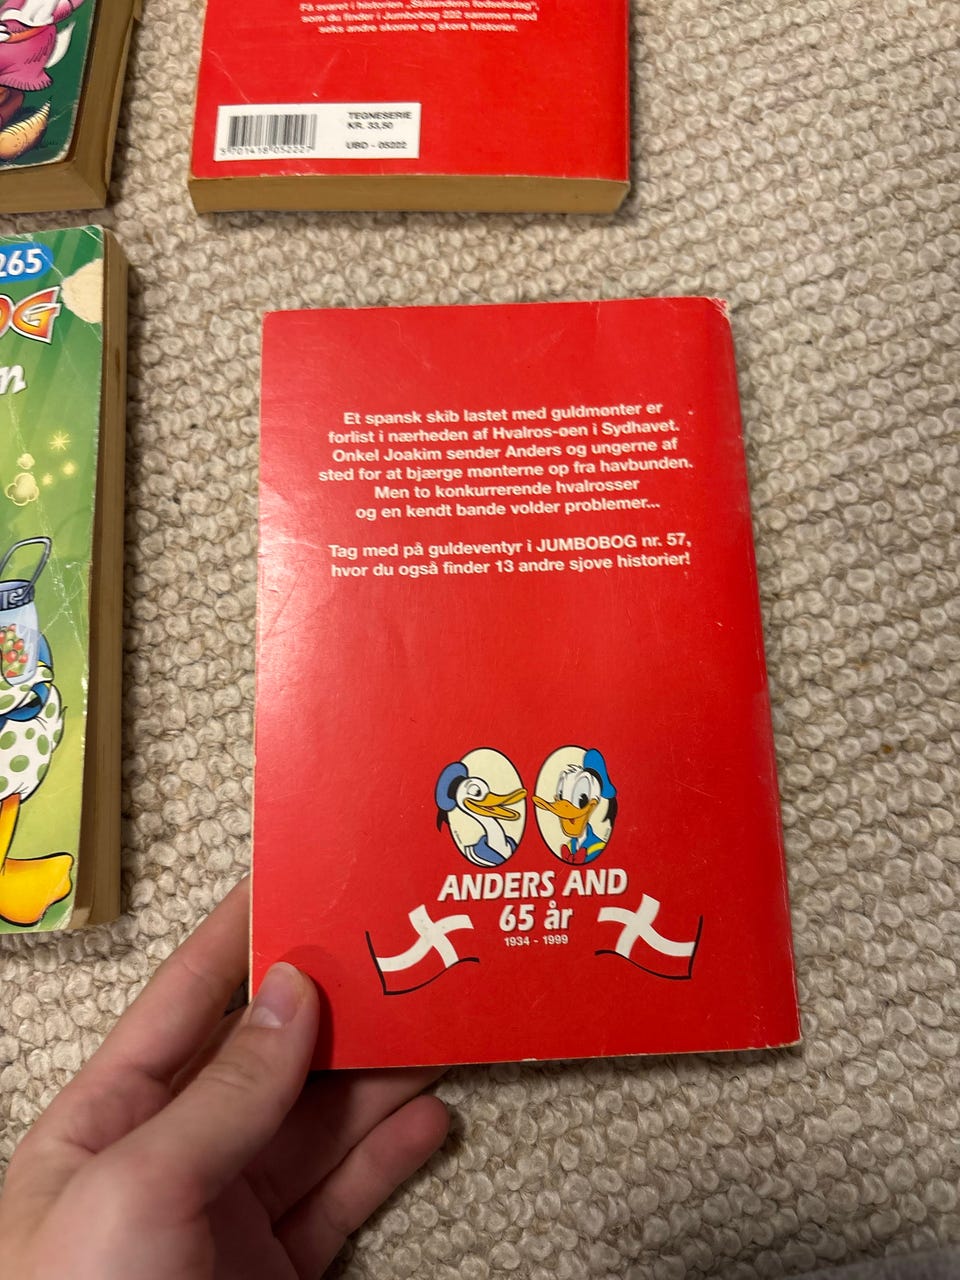 Få svaret i historien „Stålandens fødselsdag",
som du finder i Jumbobog 222 sammen med
seks andre skønne og skøre historier.
TEGNESERIE
KR. 33,50
UBD - 05222
5 701418 052227
265
OG
n
Et spansk skib lastet med guldmønter er
forlist i nærheden af Hvalros-øen i Sydhavet.
Onkel Joakim sender Anders og ungerne af
sted for at bjærge mønterne op fra havbunden.
Men to konkurrerende hvalrosser
og en kendt bande volder problemer...
Tag med på guldeventyr i JUMBOBOG nr. 57,
hvor du også finder 13 andre sjove historier!
ANDERS AND
65 år
1934 - 1999